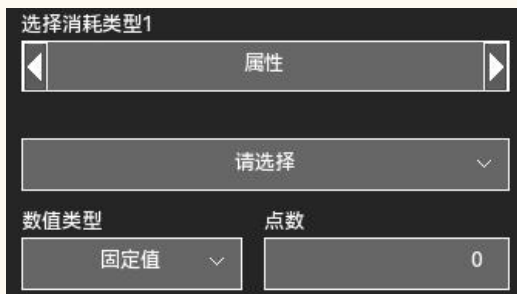 选择消耗类型1
属性
请选择
数值类型 点数
固定值 0